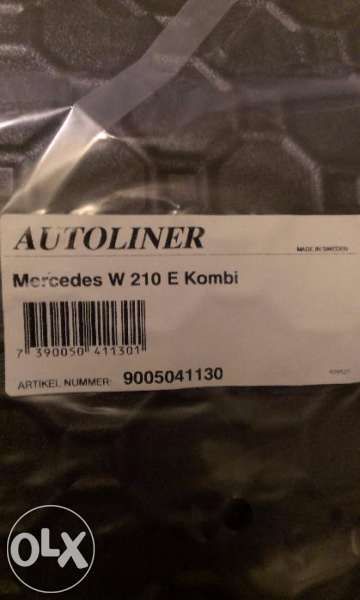 AUTOLINER
MADE IN SWEDEN
Mercedes W 210 E Kombi
7 390050 411301
ARTIKEL NUMMER: 9005041130
OLX